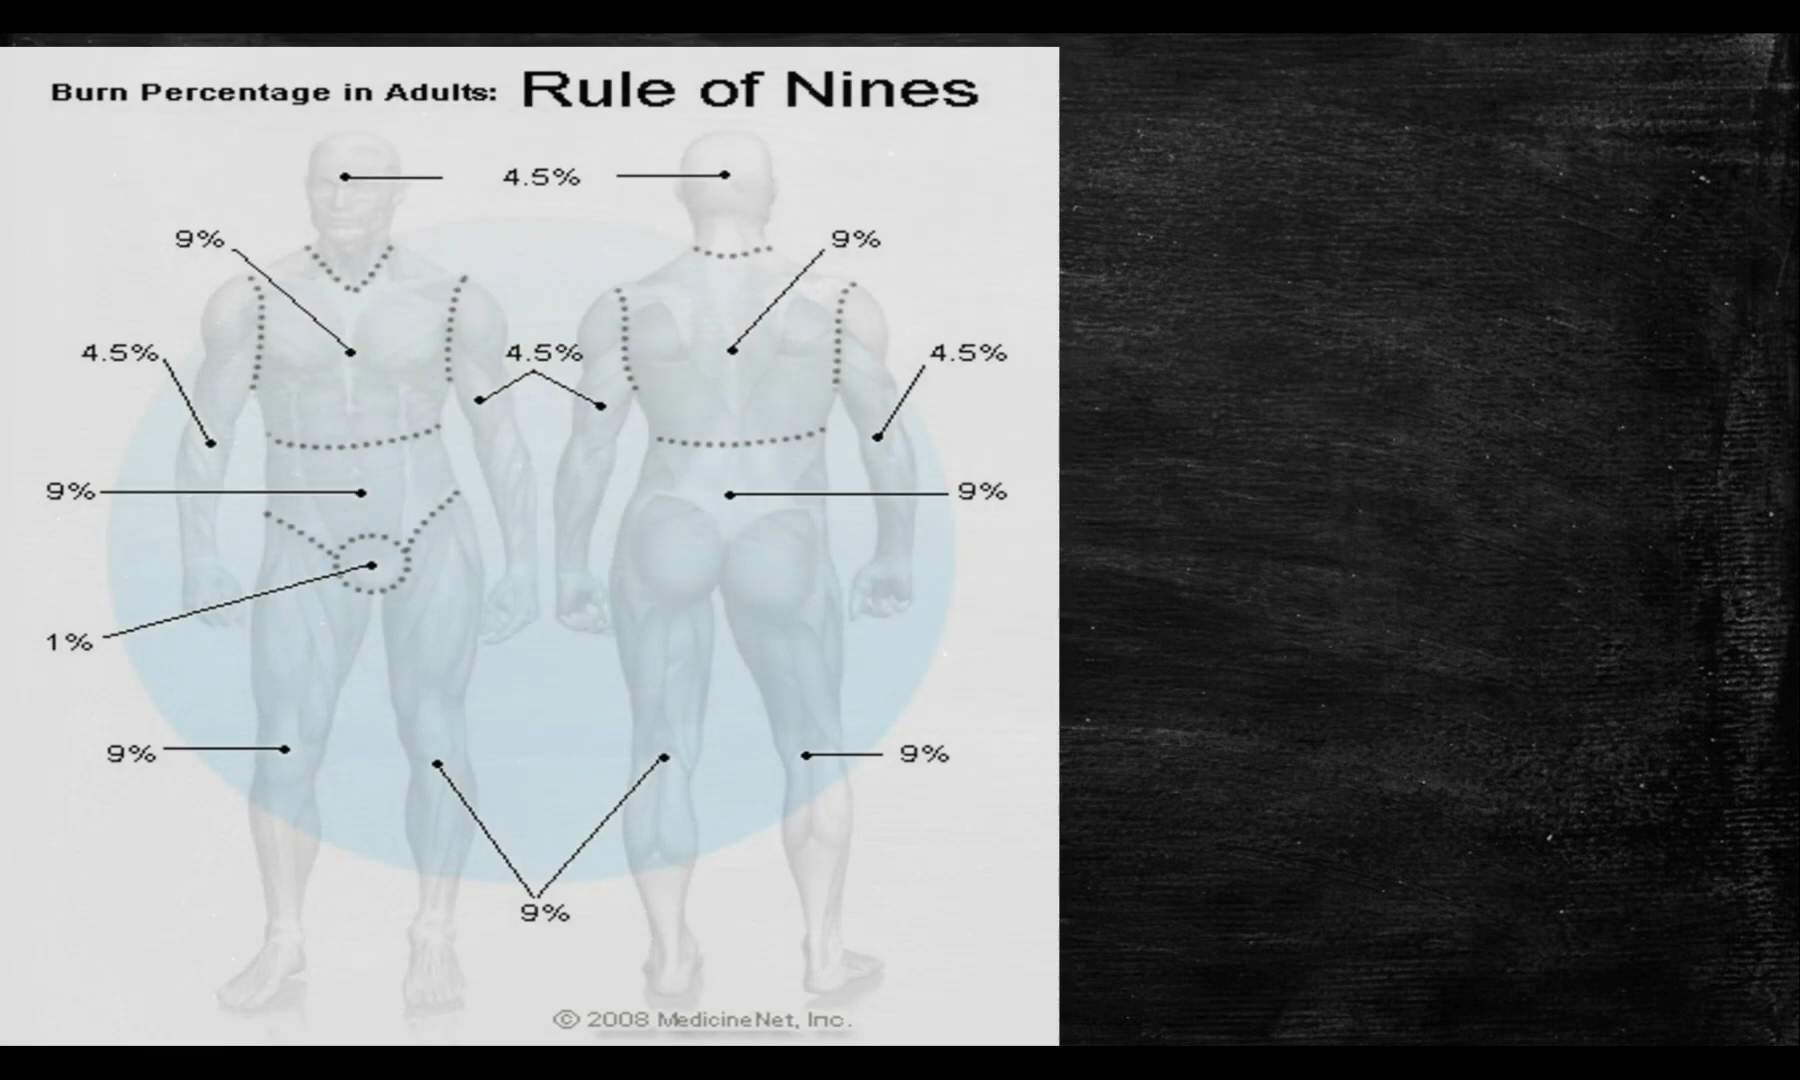 Burn Percentage in Adults: Rule of Nines
4.5%
9% 9%
4.5% 4.5% 4.5%
9% 9%
1%
9% 9%
9%
© 2008 MedicineNet, Inc.